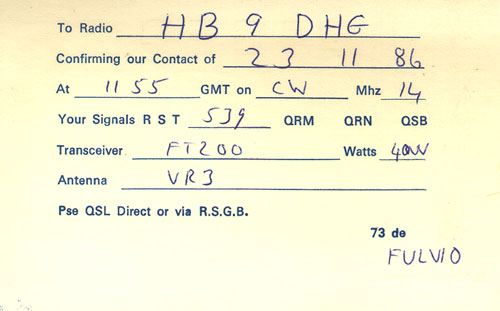 To Radio HB 9 DHG
Confirming our Contact of 23 11 86
At 1155 GMT on CW Mhz 14
Your Signals R S T 539 QRM QRN QSB
Transceiver FT200 Watts 40W
Antenna VR3
Pse QSL Direct or via R.S.G.B.
73 de
FULVIO